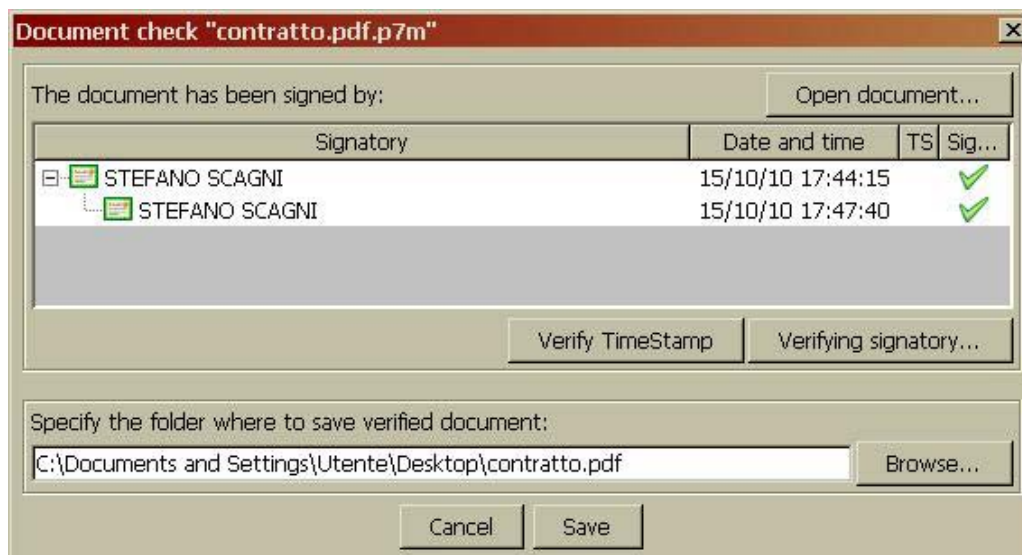 Document check "contratto.pdf.p7m"
The document has been signed by:
Open document...
Signatory Date and time TS Sig...
STEFANO SCAGNI 15/10/10 17:44:15
STEFANO SCAGNI 15/10/10 17:47:40
Verify TimeStamp Verifying signatory...
Specify the folder where to save verified document:
C:\Documents and Settings\Utente\Desktop\contratto.pdf Browse...
Cancel Save